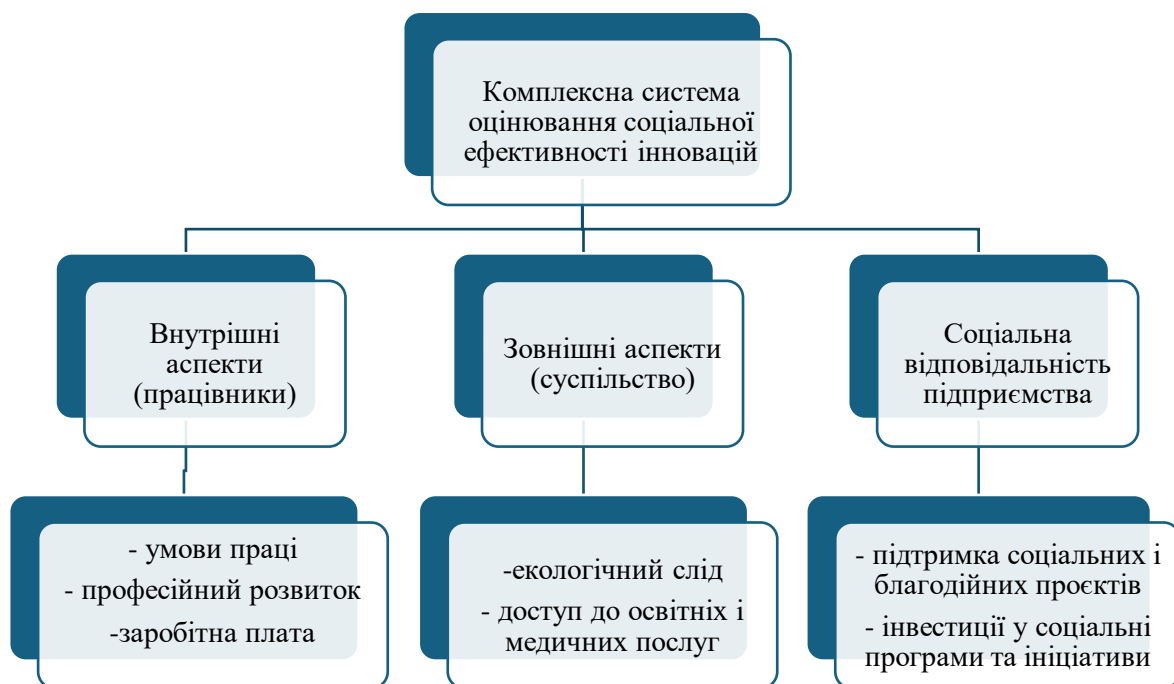 Комплексна система
оцінювання соціальної
ефективності інновацій
Внутрішні
аспекти
(працівники)
Зовнішні аспекти
(суспільство)
Соціальна
відповідальність
підприємства
- умови праці
- професійний розвиток
-заробітна плата
-екологічний слід
- доступ до освітніх і
медичних послуг
- підтримка соціальних і
благодійних проєктів
- інвестиції у соціальні
програми та ініціативи